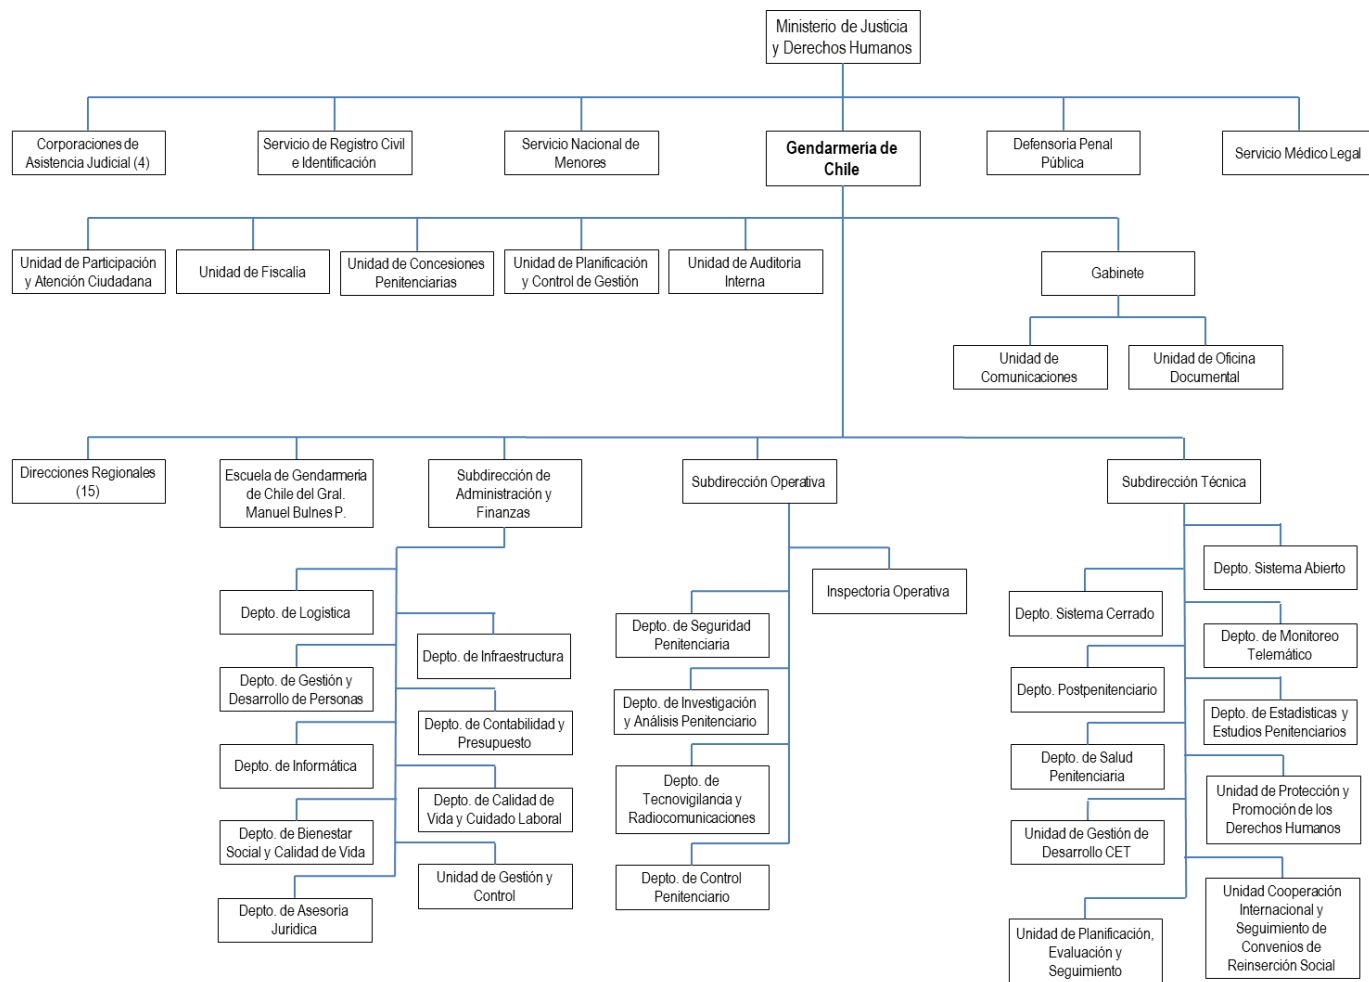 Ministerio de Justicia
y Derechos Humanos
Corporaciones de
Asistencia Judicial (4)
Servicio de Registro Civil
e Identificación
Servicio Nacional de
Menores
Gendarmería de
Chile
Defensoría Penal
Pública
Servicio Médico Legal
Unidad de Participación
y Atención Ciudadana
Unidad de Fiscalía
Unidad de Concesiones
Penitenciarias
Unidad de Planificación
y Control de Gestión
Unidad de Auditoría
Interna
Gabinete
Unidad de
Comunicaciones
Unidad de Oficina
Documental
Direcciones Regionales
(15)
Escuela de Gendarmería
de Chile del Gral.
Manuel Bulnes P.
Subdirección de
Administración y
Finanzas
Subdirección Operativa
Subdirección Técnica
Depto. de Logística
Depto. de Infraestructura
Depto. de Gestión y
Desarrollo de Personas
Depto. de Contabilidad y
Presupuesto
Depto. de Informática
Depto. de Calidad de
Vida y Cuidado Laboral
Depto. de Bienestar
Social y Calidad de Vida
Unidad de Gestión y
Control
Depto. de Asesoría
Jurídica
Inspectoría Operativa
Depto. de Seguridad
Penitenciaria
Depto. de Investigación
y Análisis Penitenciario
Depto. de
Tecnovigilancia y
Radiocomunicaciones
Depto. de Control
Penitenciario
Depto. Sistema Abierto
Depto. Sistema Cerrado
Depto. de Monitoreo
Telemático
Depto. Postpenitenciario
Depto. de Estadísticas y
Estudios Penitenciarios
Depto. de Salud
Penitenciaria
Unidad de Protección y
Promoción de los
Derechos Humanos
Unidad de Gestión de
Desarrollo CET
Unidad Cooperación
Internacional y
Seguimiento de
Convenios de
Reinserción Social
Unidad de Planificación,
Evaluación y
Seguimiento